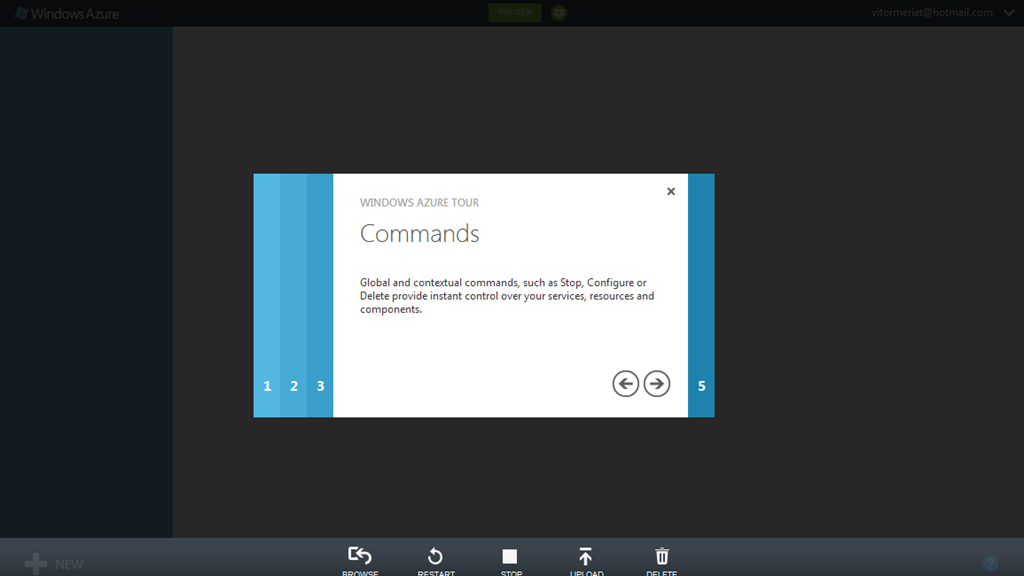 Windows Azure
PREVIEW
vitormeriat@hotmail.com
WINDOWS AZURE TOUR
Commands
Global and contextual commands, such as Stop, Configure or
Delete provide instant control over your services, resources and
components.
1 2 3
5
NEW
BROWSE
RESTART
STOP
UPLOAD
DELETE
?